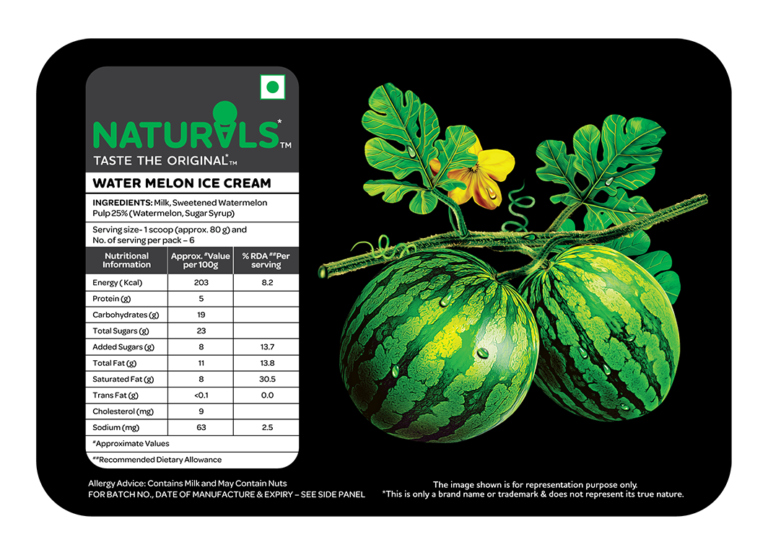 NATURALS*™
TASTE THE ORIGINAL*™
WATER MELON ICE CREAM
INGREDIENTS: Milk, Sweetened Watermelon
Pulp 25% (Watermelon, Sugar Syrup)
Serving size- 1 scoop (approx. 80 g) and
No. of serving per pack – 6
Nutritional Information | Approx. #Value per 100g | % RDA ##Per serving
Energy ( Kcal) 203 8.2
Protein (g) 5
Carbohydrates (g) 19
Total Sugars (g) 23
Added Sugars (g) 8 13.7
Total Fat (g) 11 13.8
Saturated Fat (g) 8 30.5
Trans Fat (g) <0.1 0.0
Cholesterol (mg) 9
Sodium (mg) 63 2.5
#Approximate Values
##Recommended Dietary Allowance
Allergy Advice: Contains Milk and May Contain Nuts
FOR BATCH NO., DATE OF MANUFACTURE & EXPIRY – SEE SIDE PANEL
The image shown is for representation purpose only.
*This is only a brand name or trademark & does not represent its true nature.